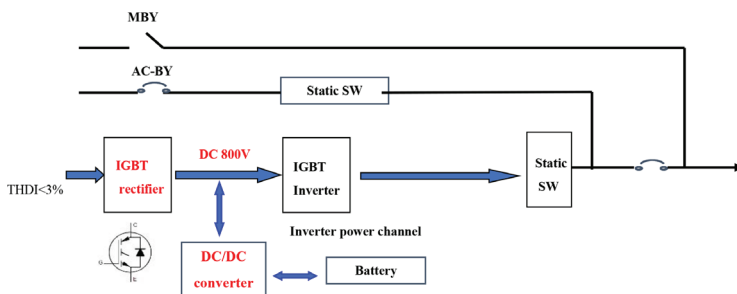 MBY
AC-BY
Static SW
THDI<3%
IGBT
rectifier
DC 800V
IGBT
Inverter
Static
SW
Inverter power channel
C
G
E
DC/DC
converter
Battery